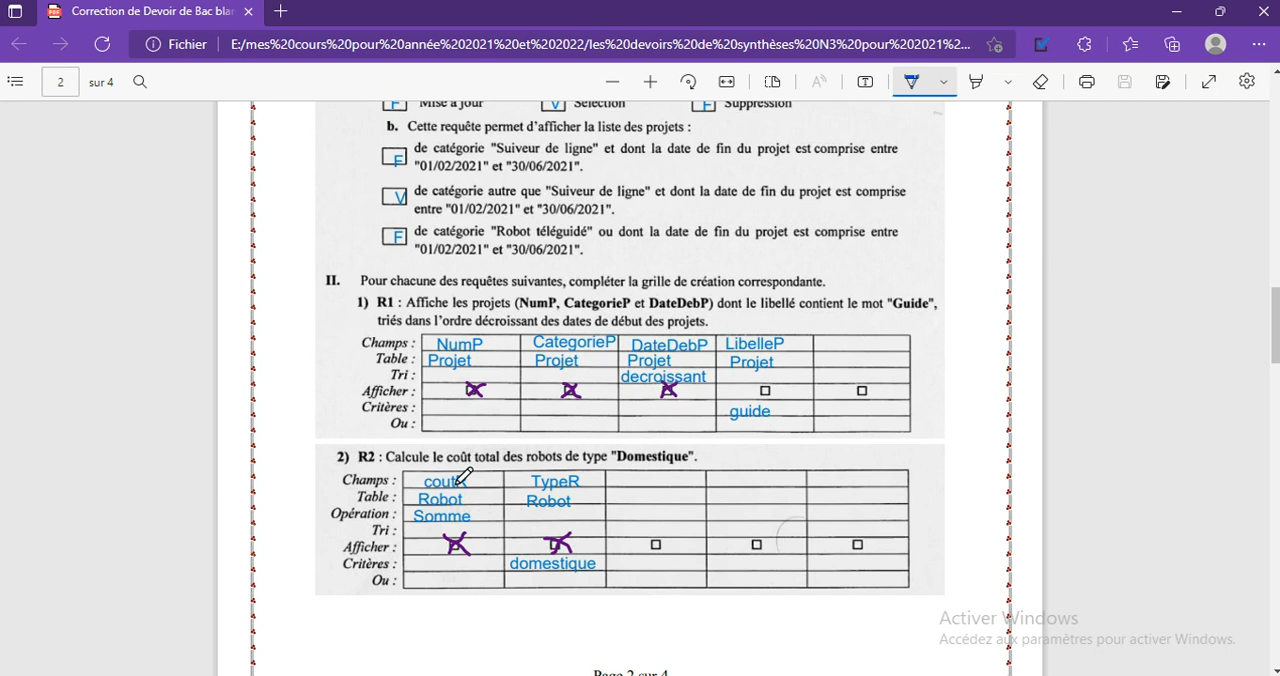 Correction de Devoir de Bac blan
Fichier
E:/mes%20cours%20pour%20année%202021%20et%202022/les%20devoirs%20de%20synthèses%20N3%20pour%202021%2...
2 sur 4
F Mise à jour V Sélection F Suppression
b. Cette requête permet d'afficher la liste des projets :
F de catégorie "Suiveur de ligne" et dont la date de fin du projet est comprise entre
"01/02/2021" et "30/06/2021".
V de catégorie autre que "Suiveur de ligne" et dont la date de fin du projet est comprise
entre "01/02/2021" et "30/06/2021".
F de catégorie "Robot téléguidé" ou dont la date de fin du projet est comprise entre
"01/02/2021" et "30/06/2021".
II. Pour chacune des requêtes suivantes, compléter la grille de création correspondante.
1) R1 : Affiche les projets (NumP, CategorieP et DateDebP) dont le libellé contient le mot "Guide",
triés dans l'ordre décroissant des dates de début des projets.
Champs : NumP CategorieP DateDebP LibelleP
Table : Projet Projet Projet Projet
Tri : decroissant
Afficher :
Critères : guide
Ou :
2) R2 : Calcule le coût total des robots de type "Domestique".
Champs : coutR TypeR
Table : Robot Robot
Opération : Somme
Tri :
Afficher :
Critères : domestique
Ou :
Activer Windows
Accédez aux paramètres pour activer Windows.
Page 2 sur 4